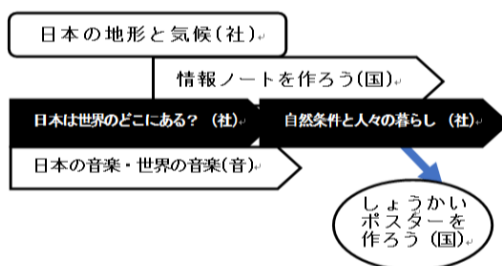 日本の地形と気候(社)
情報ノートを作ろう(国)
日本は世界のどこにある？ (社)
自然条件と人々の暮らし (社)
日本の音楽・世界の音楽(音)
しょうかい
ポスターを
作ろう (国)